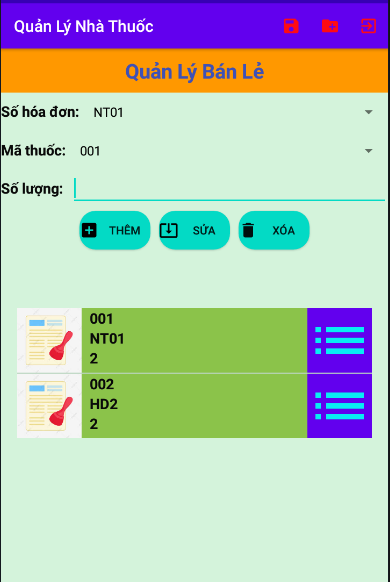 Quản Lý Nhà Thuốc
Quản Lý Bán Lẻ
Số hóa đơn: NT01
Mã thuốc: 001
Số lượng:
THÊM SỬA XÓA
001
NT01
2
002
HD2
2